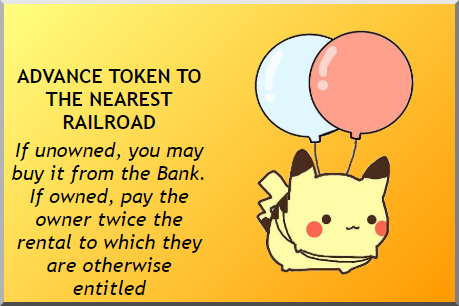 ADVANCE TOKEN TO
THE NEAREST
RAILROAD
If unowned, you may
buy it from the Bank.
If owned, pay the
owner twice the
rental to which they
are otherwise
entitled